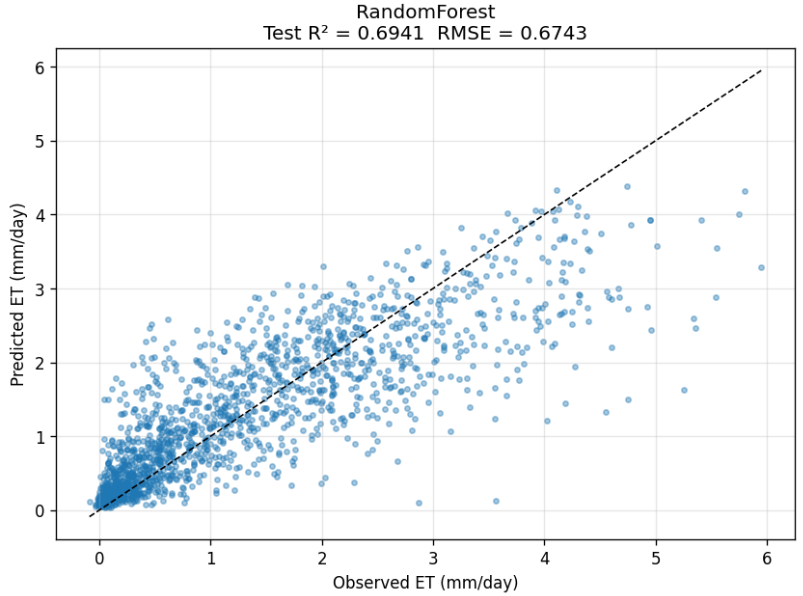 RandomForest
Test R² = 0.6941 RMSE = 0.6743
6
5
4
3
2
1
0
Predicted ET (mm/day)
0 1 2 3 4 5 6
Observed ET (mm/day)